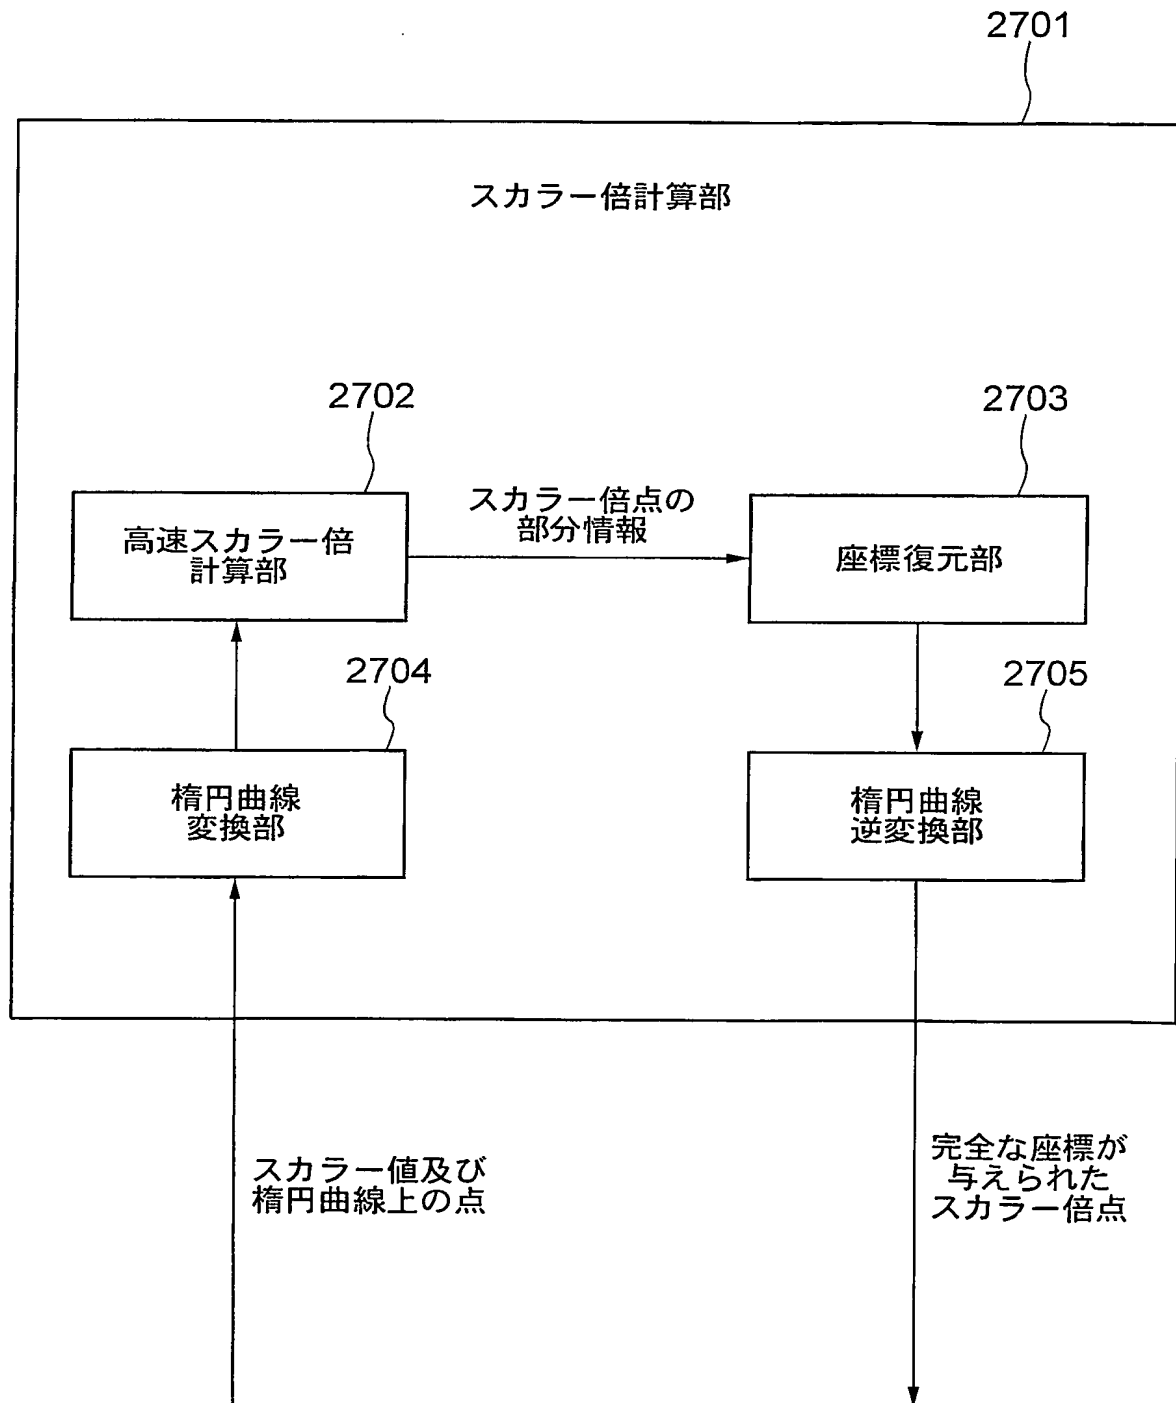 2701
スカラー倍計算部
2702
2703
高速スカラー倍
計算部
スカラー倍点の
部分情報
座標復元部
2704
2705
楕円曲線
変換部
楕円曲線
逆変換部
スカラー値及び
楕円曲線上の点
完全な座標が
与えられた
スカラー倍点